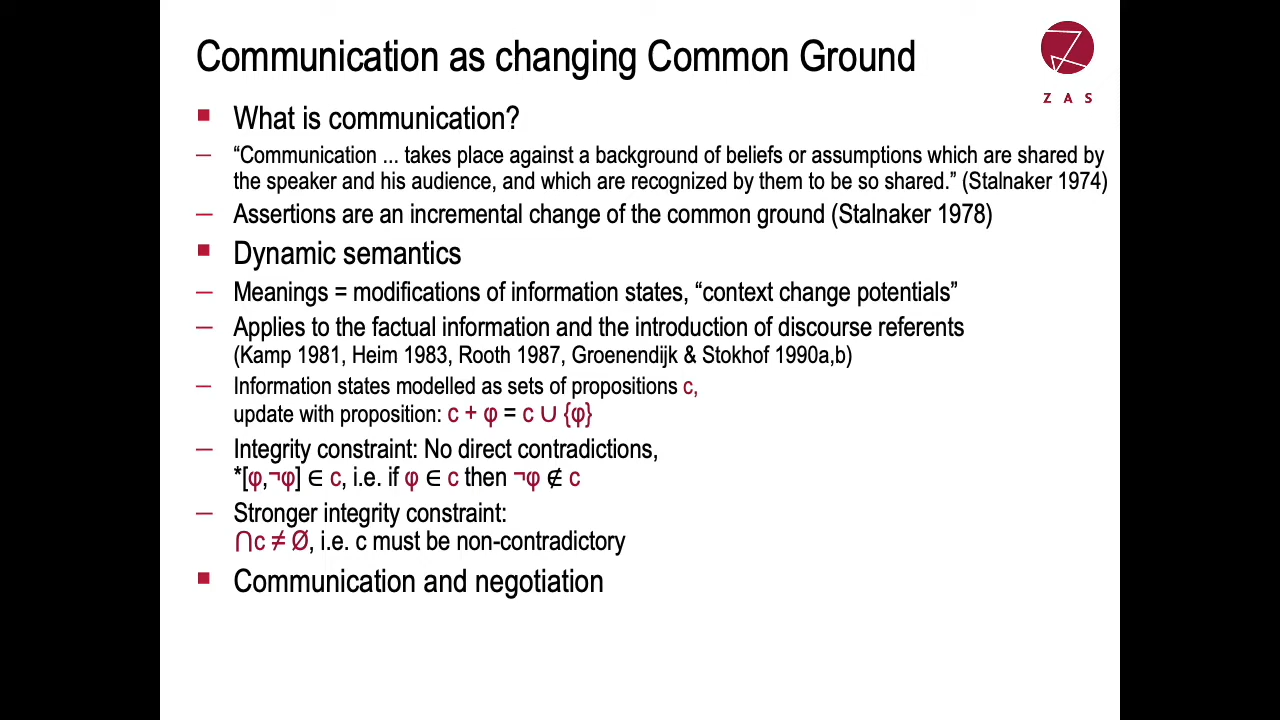 Communication as changing Common Ground
Z A S
What is communication?
– “Communication ... takes place against a background of beliefs or assumptions which are shared by
the speaker and his audience, and which are recognized by them to be so shared.” (Stalnaker 1974)
– Assertions are an incremental change of the common ground (Stalnaker 1978)
Dynamic semantics
– Meanings = modifications of information states, “context change potentials”
– Applies to the factual information and the introduction of discourse referents
(Kamp 1981, Heim 1983, Rooth 1987, Groenendijk & Stokhof 1990a,b)
– Information states modelled as sets of propositions c,
update with proposition: c + φ = c ∪ {φ}
– Integrity constraint: No direct contradictions,
*[φ,¬φ] ∈ c, i.e. if φ ∈ c then ¬φ ∉ c
– Stronger integrity constraint:
⋂c ≠ Ø, i.e. c must be non-contradictory
Communication and negotiation